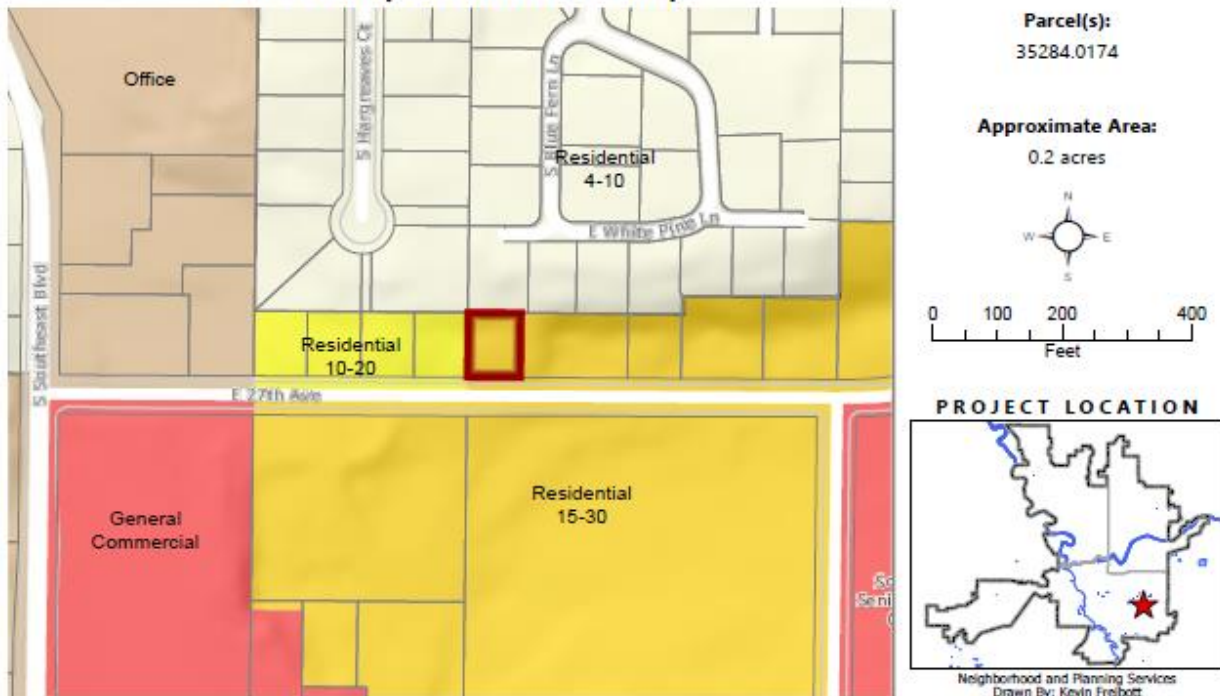 Parcel(s):
35284.0174
Approximate Area:
0.2 acres
N
W
E
S
0 100 200 400
Feet
PROJECT LOCATION
Neighborhood and Planning Services
Drawn By: Kevin Freibott
Office
S Hargreaves Ct
S Blue Fern Ln
Residential
4-10
E White Pine Ln
S Southeast Blvd
Residential
10-20
E 27th Ave
General
Commercial
Residential
15-30